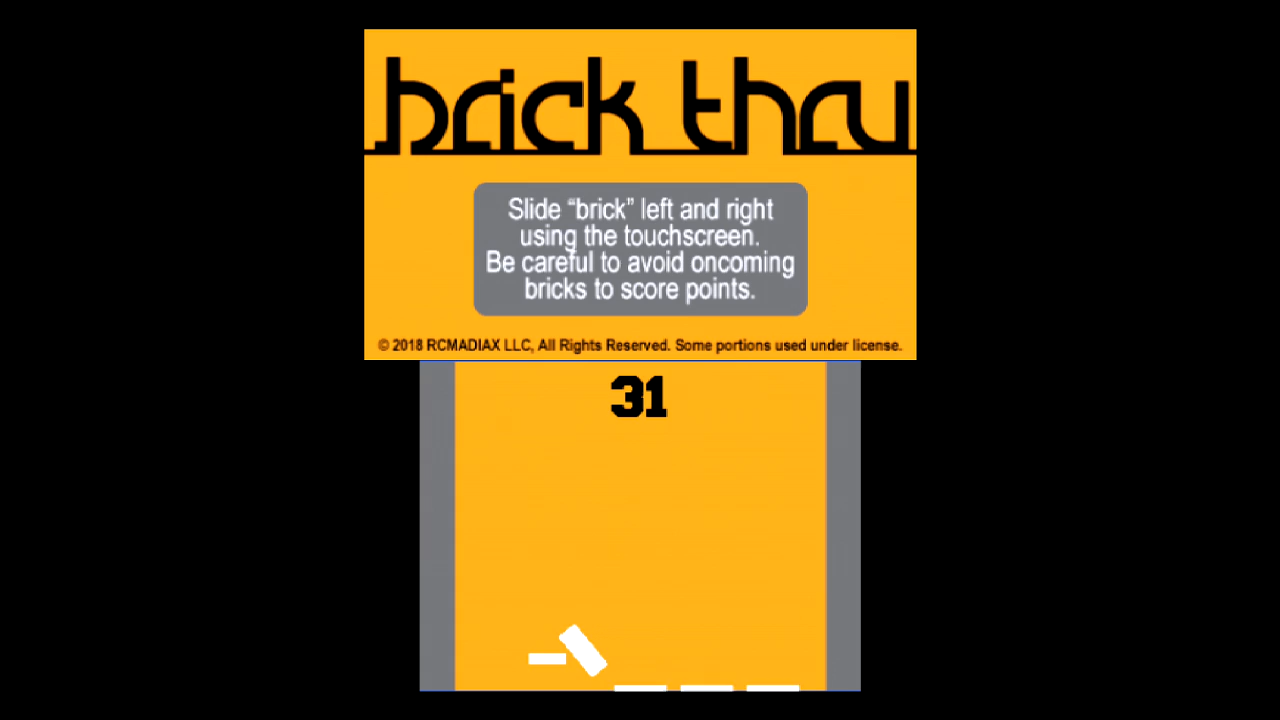 brick thru
Slide “brick” left and right
using the touchscreen.
Be careful to avoid oncoming
bricks to score points.
© 2018 RCMADIAX LLC, All Rights Reserved. Some portions used under license.
31